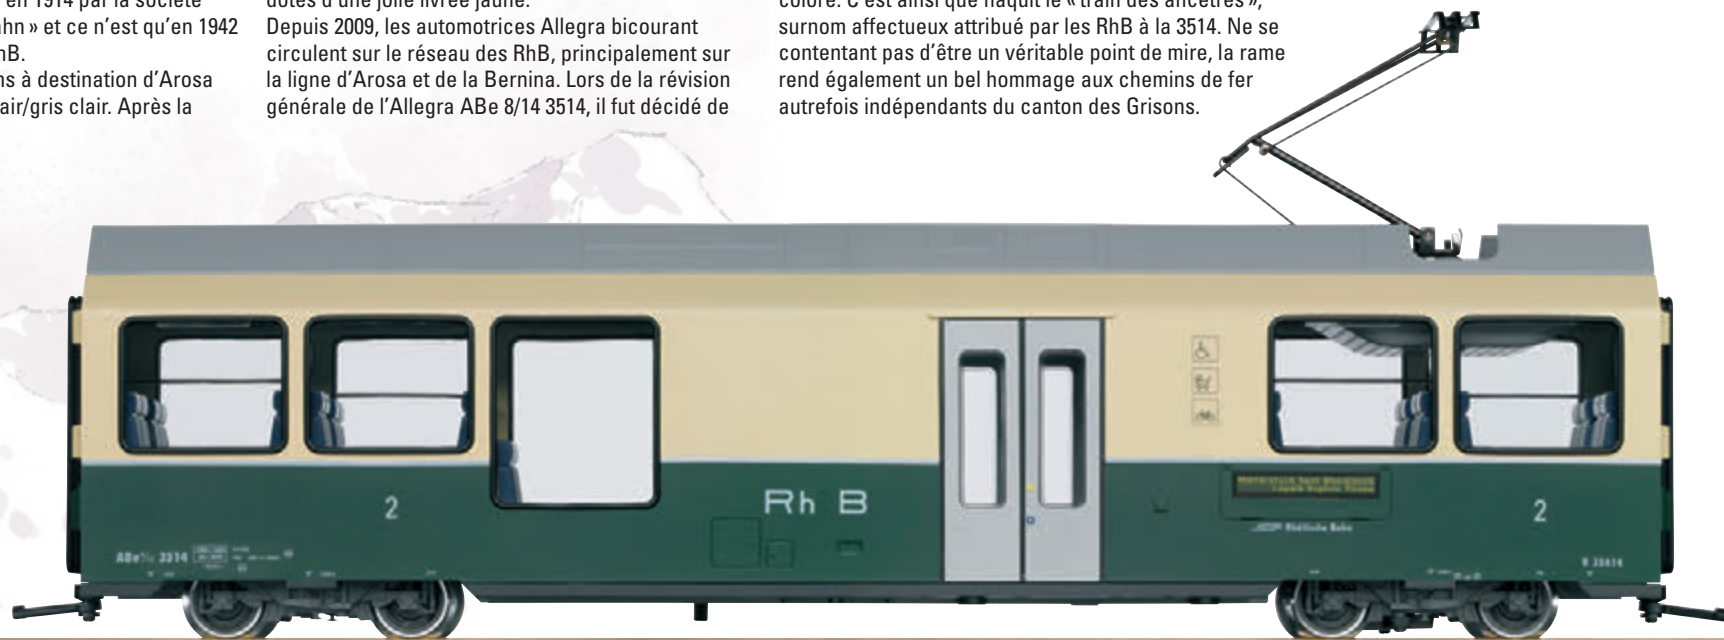 en 1914 par la société
ahn » et ce n'est qu'en 1942
hB.
ns à destination d'Arosa
air/gris clair. Après la
dotés d'une jolie livrée jaune.
Depuis 2009, les automotrices Allegra bicourant
circulent sur le réseau des RhB, principalement sur
la ligne d'Arosa et de la Bernina. Lors de la révision
générale de l'Allegra ABe 8/14 3514, il fut décidé de
coloré. C'est ainsi que naquit le « train des ancêtres »,
surnom affectueux attribué par les RhB à la 3514. Ne se
contentant pas d'être un véritable point de mire, la rame
rend également un bel hommage aux chemins de fer
autrefois indépendants du canton des Grisons.
2
Rh B
2
Rhätische Bahn
ABe 3514